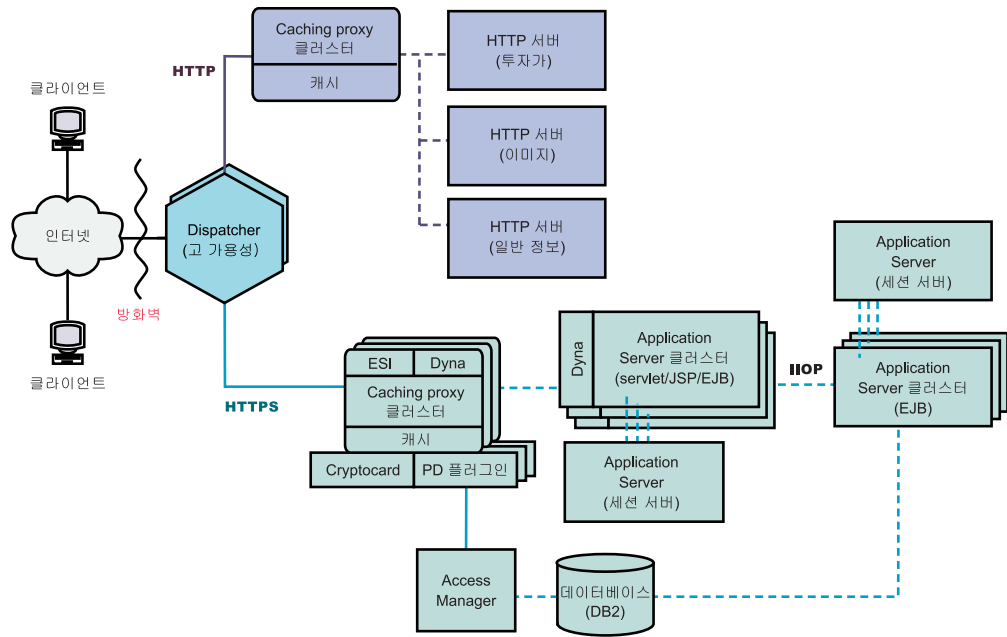 Caching proxy
클러스터
캐시
HTTP
HTTP 서버
(투자가)
HTTP 서버
(이미지)
HTTP 서버
(일반 정보)
클라이언트
인터넷
클라이언트
방화벽
Dispatcher
(고 가용성)
HTTPS
ESI
Dyna
Caching proxy
클러스터
캐시
Cryptocard
PD 플러그인
Dyna
Application
Server 클러스터
(servlet/JSP/EJB)
Application
Server
(세션 서버)
IIOP
Application
Server
(세션 서버)
Application
Server 클러스터
(EJB)
Access
Manager
데이터베이스
(DB2)